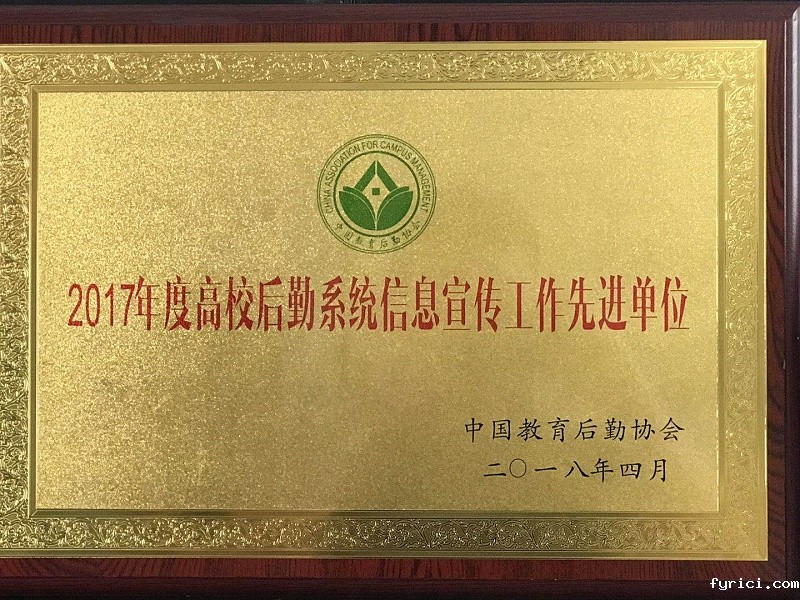 CHINA ASSOCIATION FOR CAMPUS MANAGEMENT
中国教育后勤协会
2017年度高校后勤系统信息宣传工作先进单位
中国教育后勤协会
二〇一八年四月
fyrici.com